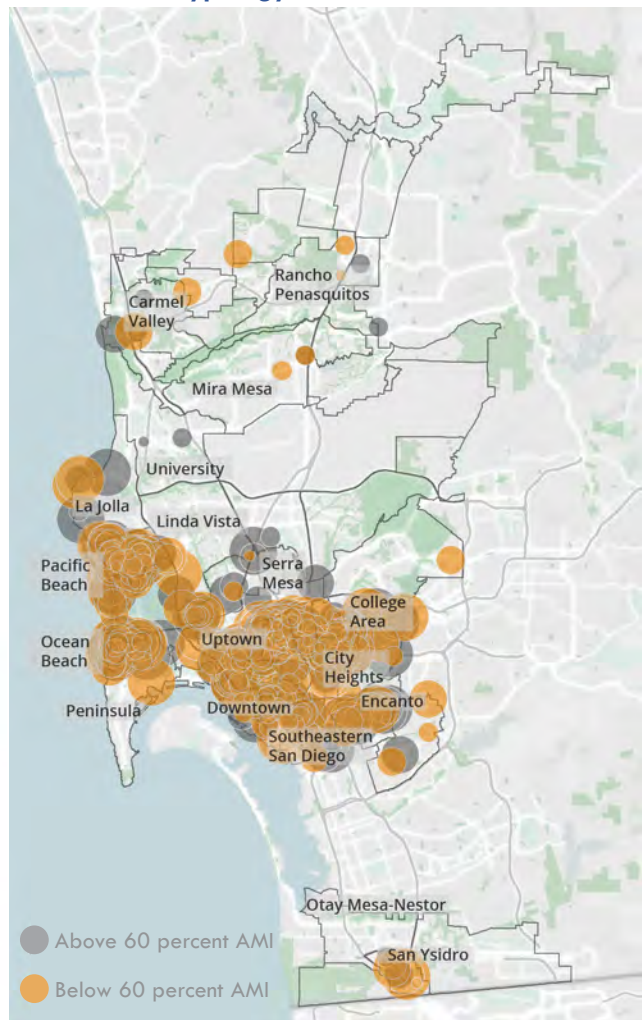 Rancho
Penasquitos
Carmel
Valley
Mira Mesa
University
La Jolla
Linda Vista
Pacific
Beach
Serra
Mesa
College
Area
Ocean
Beach
Uptown
City
Heights
Peninsula
Downtown
Encanto
Southeastern
San Diego
Otay Mesa-Nestor
San Ysidro
Above 60 percent AMI
Below 60 percent AMI